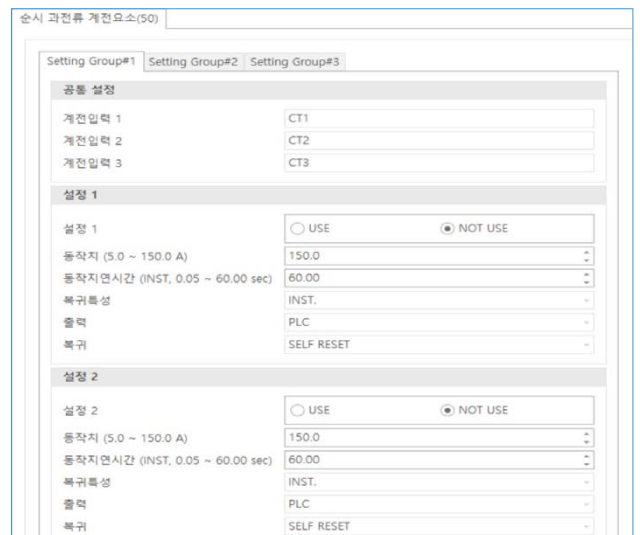 순시 과전류 계전요소(50)
Setting Group#1 Setting Group#2 Setting Group#3
공통 설정
계전입력 1 CT1
계전입력 2 CT2
계전입력 3 CT3
설정 1
설정 1 USE NOT USE
동작치 (5.0 ~ 150.0 A) 150.0
동작지연시간 (INST, 0.05 ~ 60.00 sec) 60.00
복귀특성 INST.
출력 PLC
복귀 SELF RESET
설정 2
설정 2 USE NOT USE
동작치 (5.0 ~ 150.0 A) 150.0
동작지연시간 (INST, 0.05 ~ 60.00 sec) 60.00
복귀특성 INST.
출력 PLC
복귀 SELF RESET